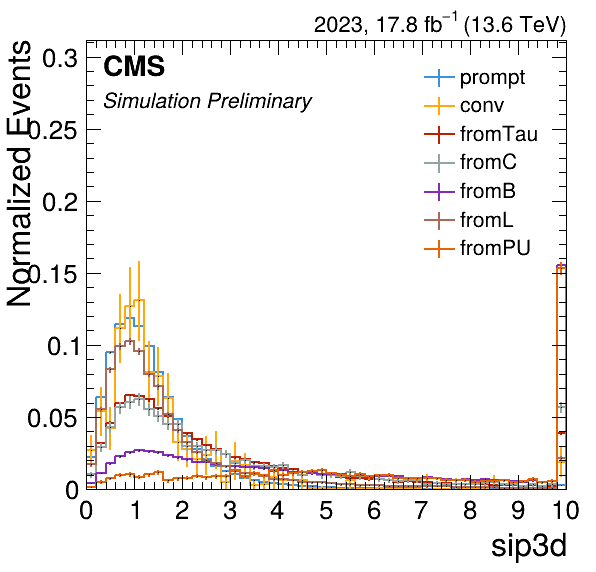 2023, 17.8 fb⁻¹ (13.6 TeV)
CMS
Simulation Preliminary
prompt
conv
fromTau
fromC
fromB
fromL
fromPU
Normalized Events
0.3
0.25
0.2
0.15
0.1
0.05
0
0 1 2 3 4 5 6 7 8 9 10
sip3d